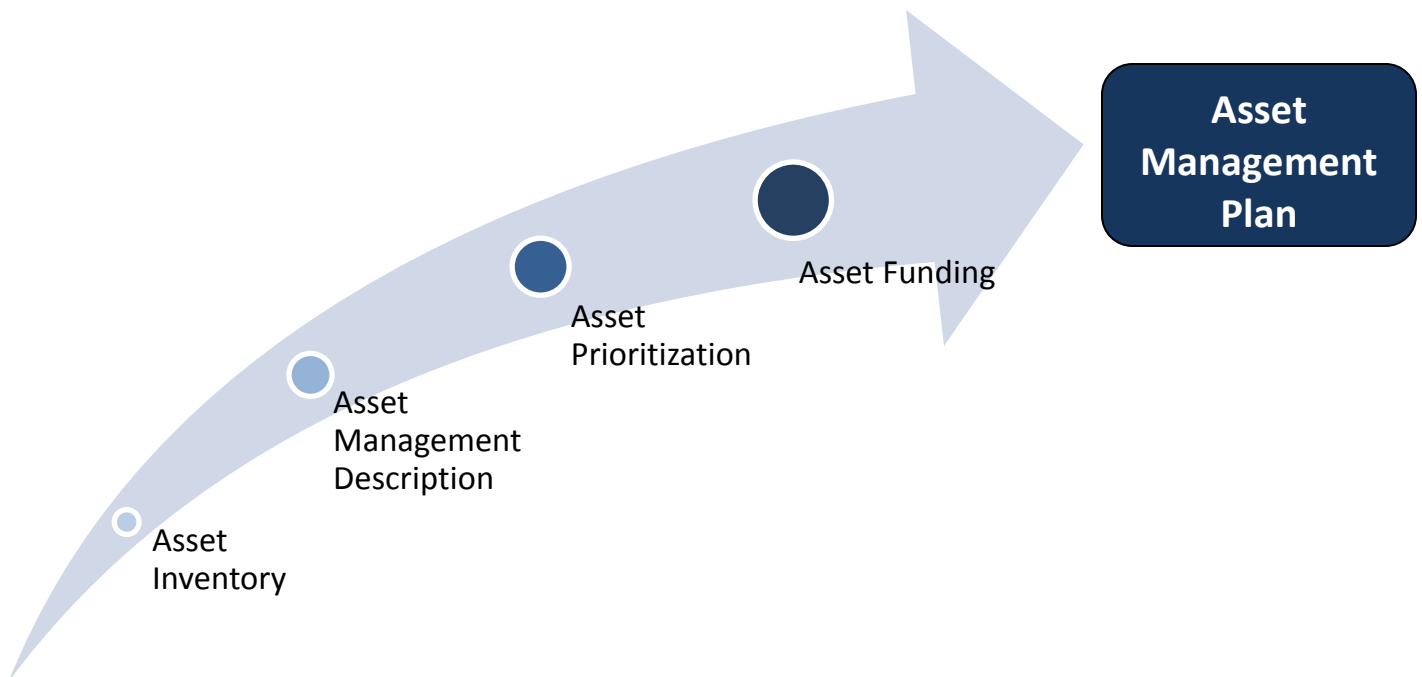 Asset
Management
Plan
Asset Funding
Asset
Prioritization
Asset
Management
Description
Asset
Inventory